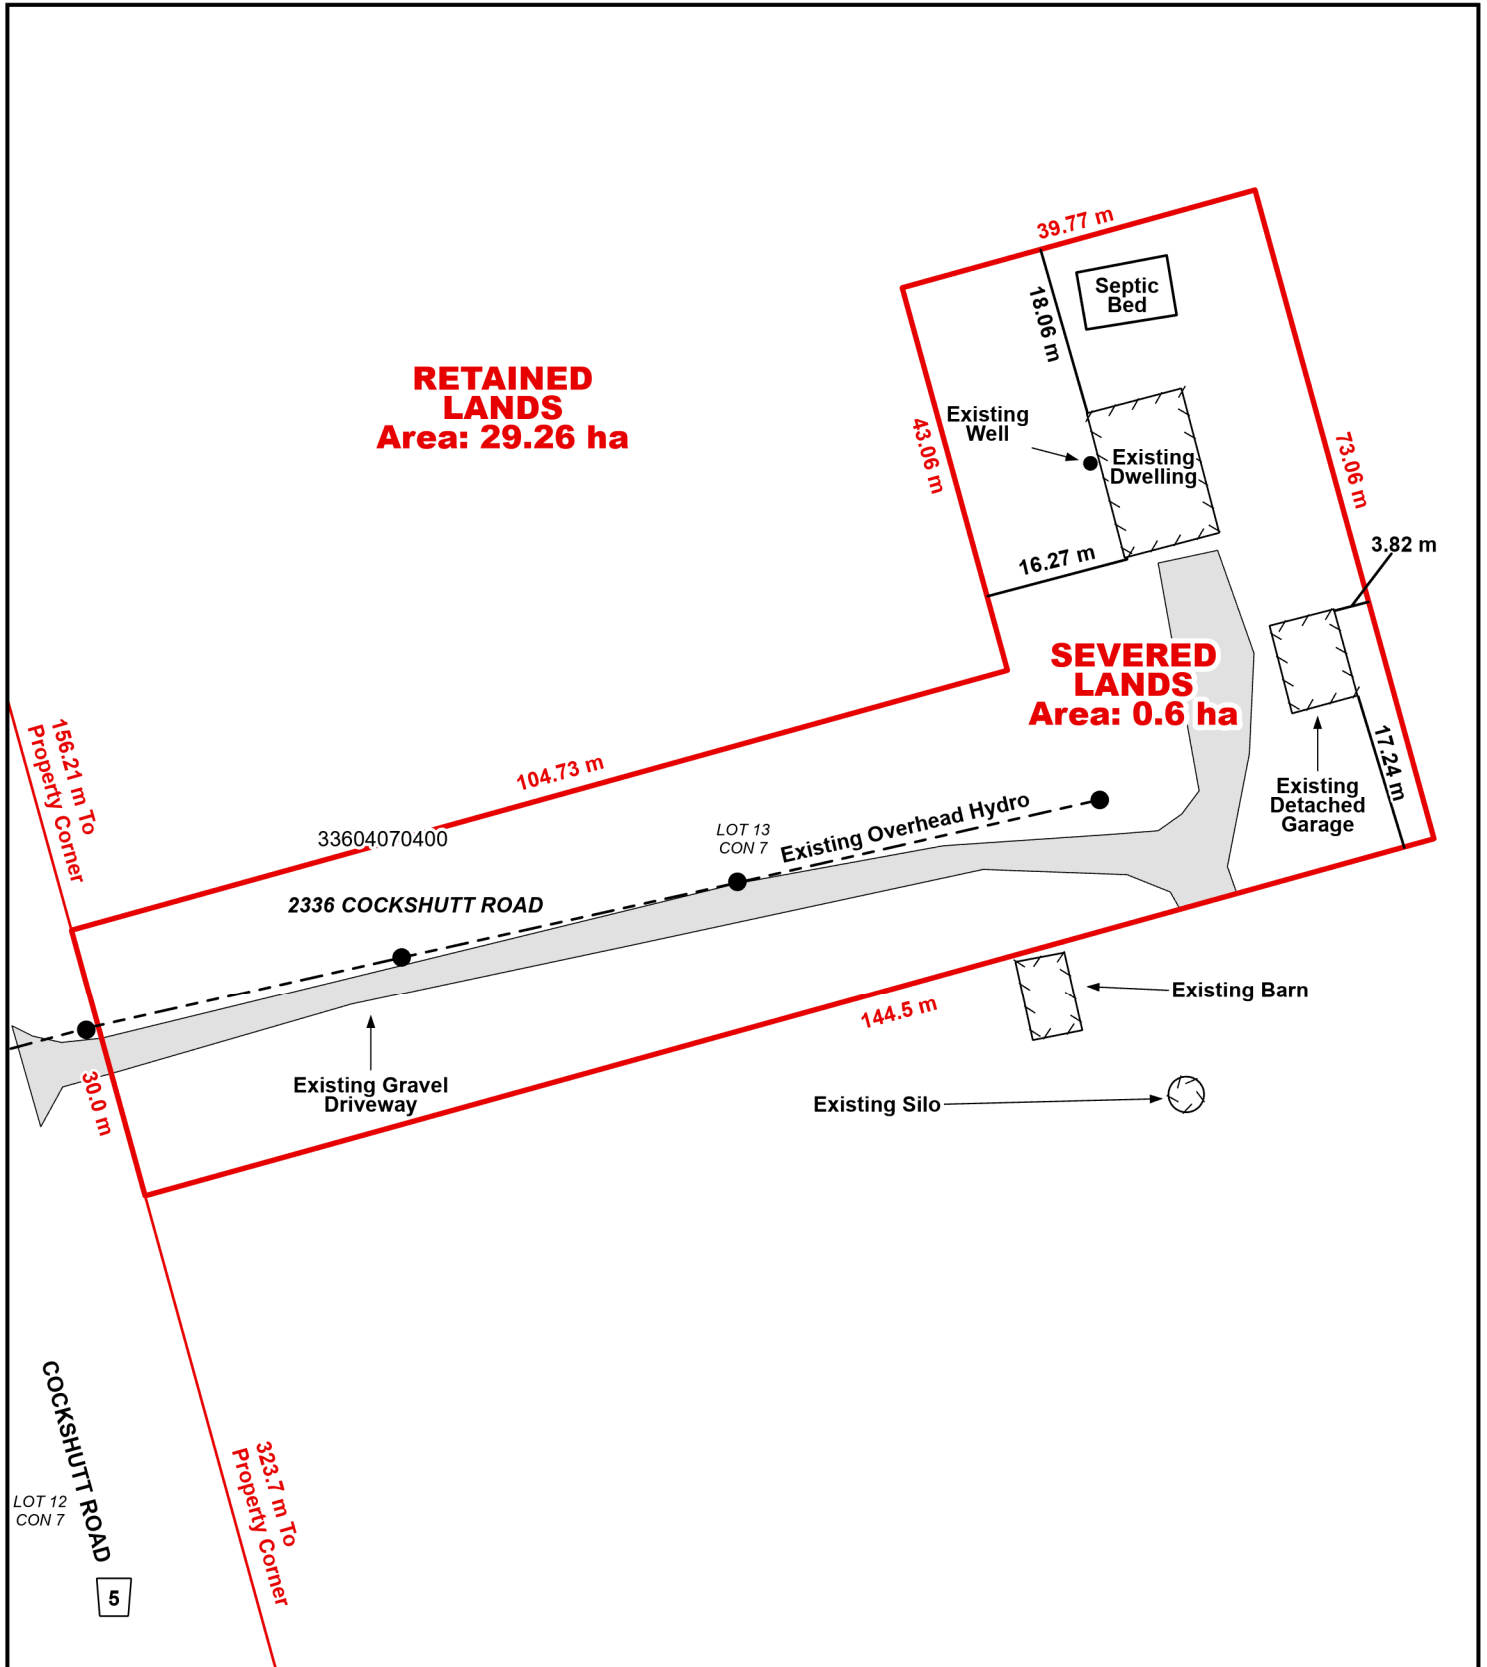 39.77 m
Septic
Bed
18.06 m
RETAINED
LANDS
Area: 29.26 ha
Existing
Well
43.06 m
Existing
Dwelling
73.06 m
16.27 m
3.82 m
SEVERED
LANDS
Area: 0.6 ha
156.21 m To
Property Corner
104.73 m
17.24 m
Existing
Detached
Garage
33604070400
LOT 13
CON 7
Existing Overhead Hydro
2336 COCKSHUTT ROAD
144.5 m
Existing Barn
30.0 m
Existing Gravel
Driveway
Existing Silo
COCKSHUTT ROAD
323.7 m To
Property Corner
LOT 12
CON 7
5